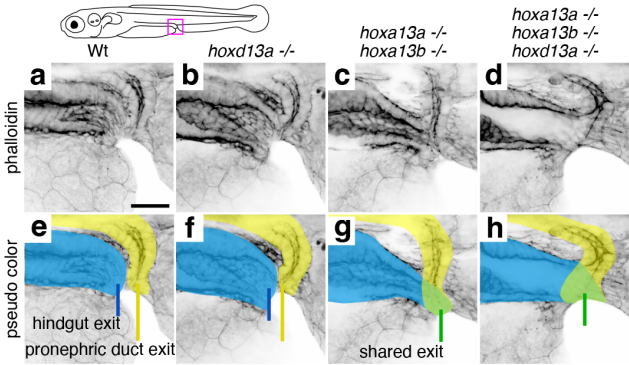 Wt
hoxd13a -/-
hoxa13a -/-
hoxa13b -/-
hoxa13a -/-
hoxa13b -/-
hoxd13a -/-
phalloidin
a
b
c
d
pseudo color
e
f
g
h
hindgut exit
pronephric duct exit
shared exit